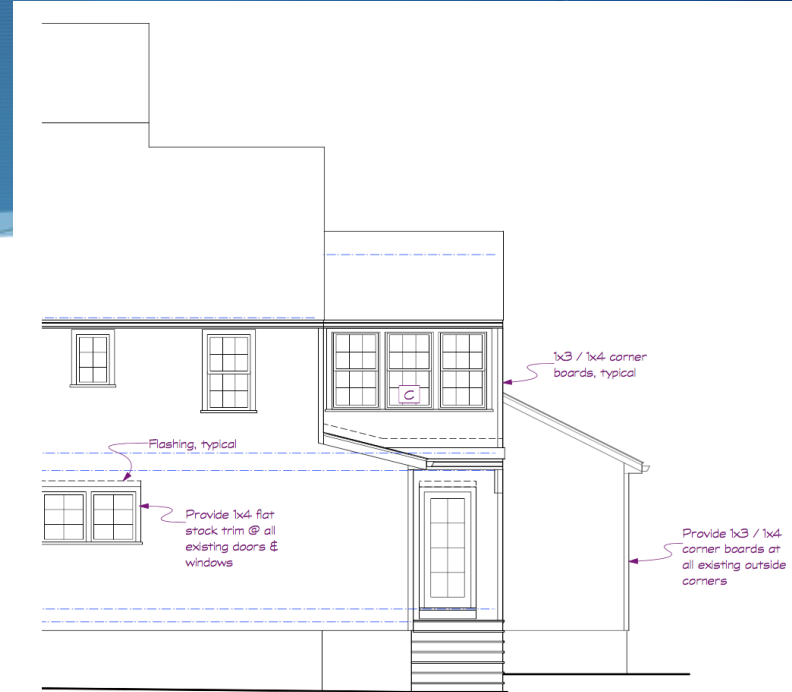 1x3 / 1x4 corner
boards, typical
C
Flashing, typical
Provide 1x4 flat
stock trim @ all
existing doors &
windows
Provide 1x3 / 1x4
corner boards at
all existing outside
corners